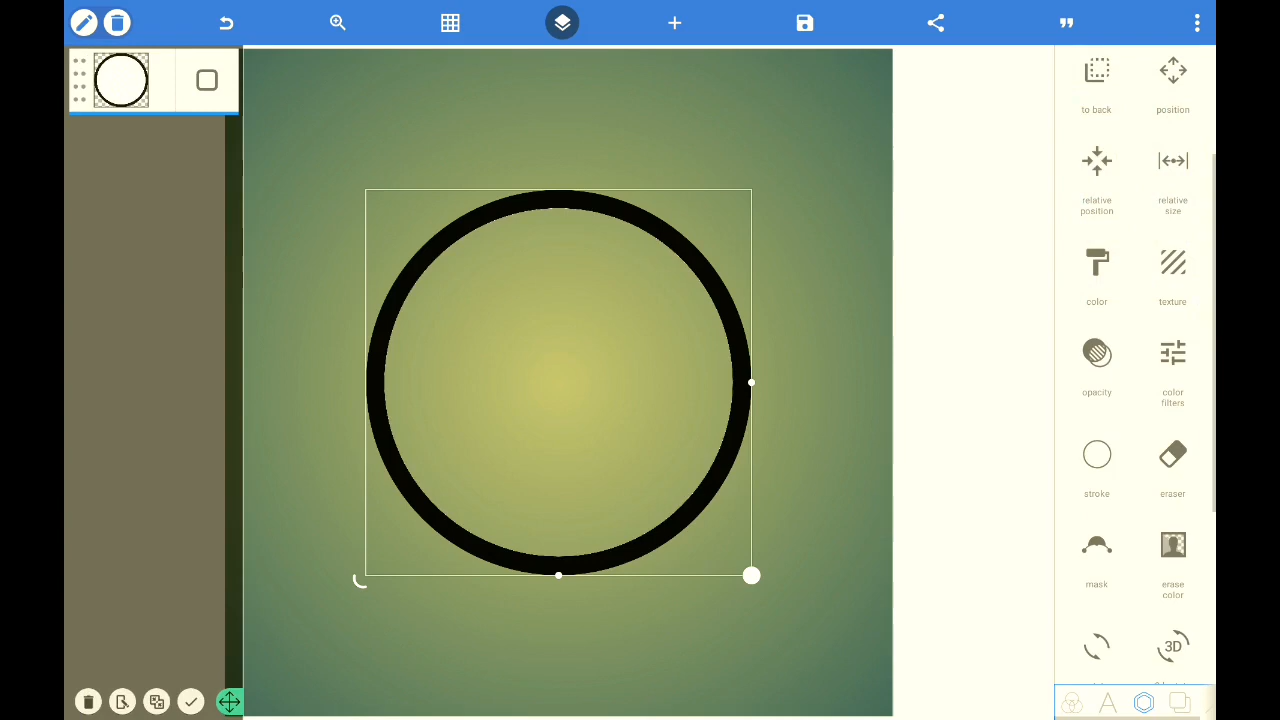 to back
position
relative
position
relative
size
color
texture
opacity
color
filters
stroke
eraser
mask
erase
color
3D